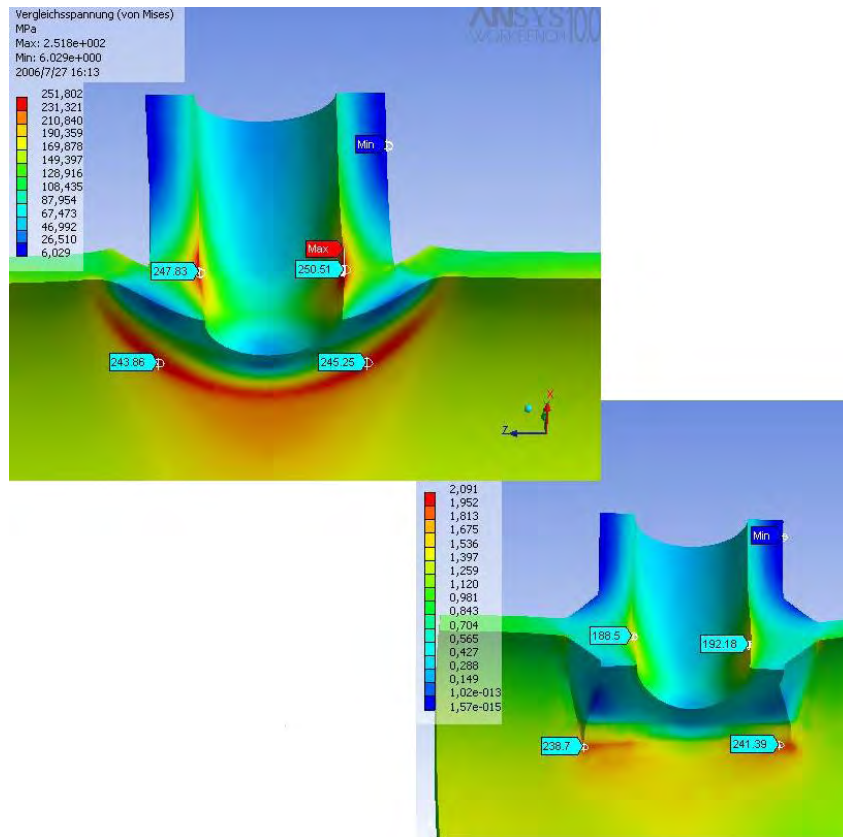 Vergleichsspannung (von Mises)
MPa
Max: 2.518e+002
Min: 6.029e+000
2006/7/27 16:13
ANSYS
WORKBENCH 10.0
251,802
231,321
210,840
190,359
169,878
149,397
128,916
108,435
87,954
67,473
46,992
26,510
6,029
Min
Max
247.83
250.51
243.86
245.25
X
Z
2,091
1,952
1,813
1,675
1,536
1,397
1,259
1,120
0,981
0,843
0,704
0,565
0,427
0,288
0,149
1,02e-013
1,57e-015
Min
188.5
192.18
238.7
241.39